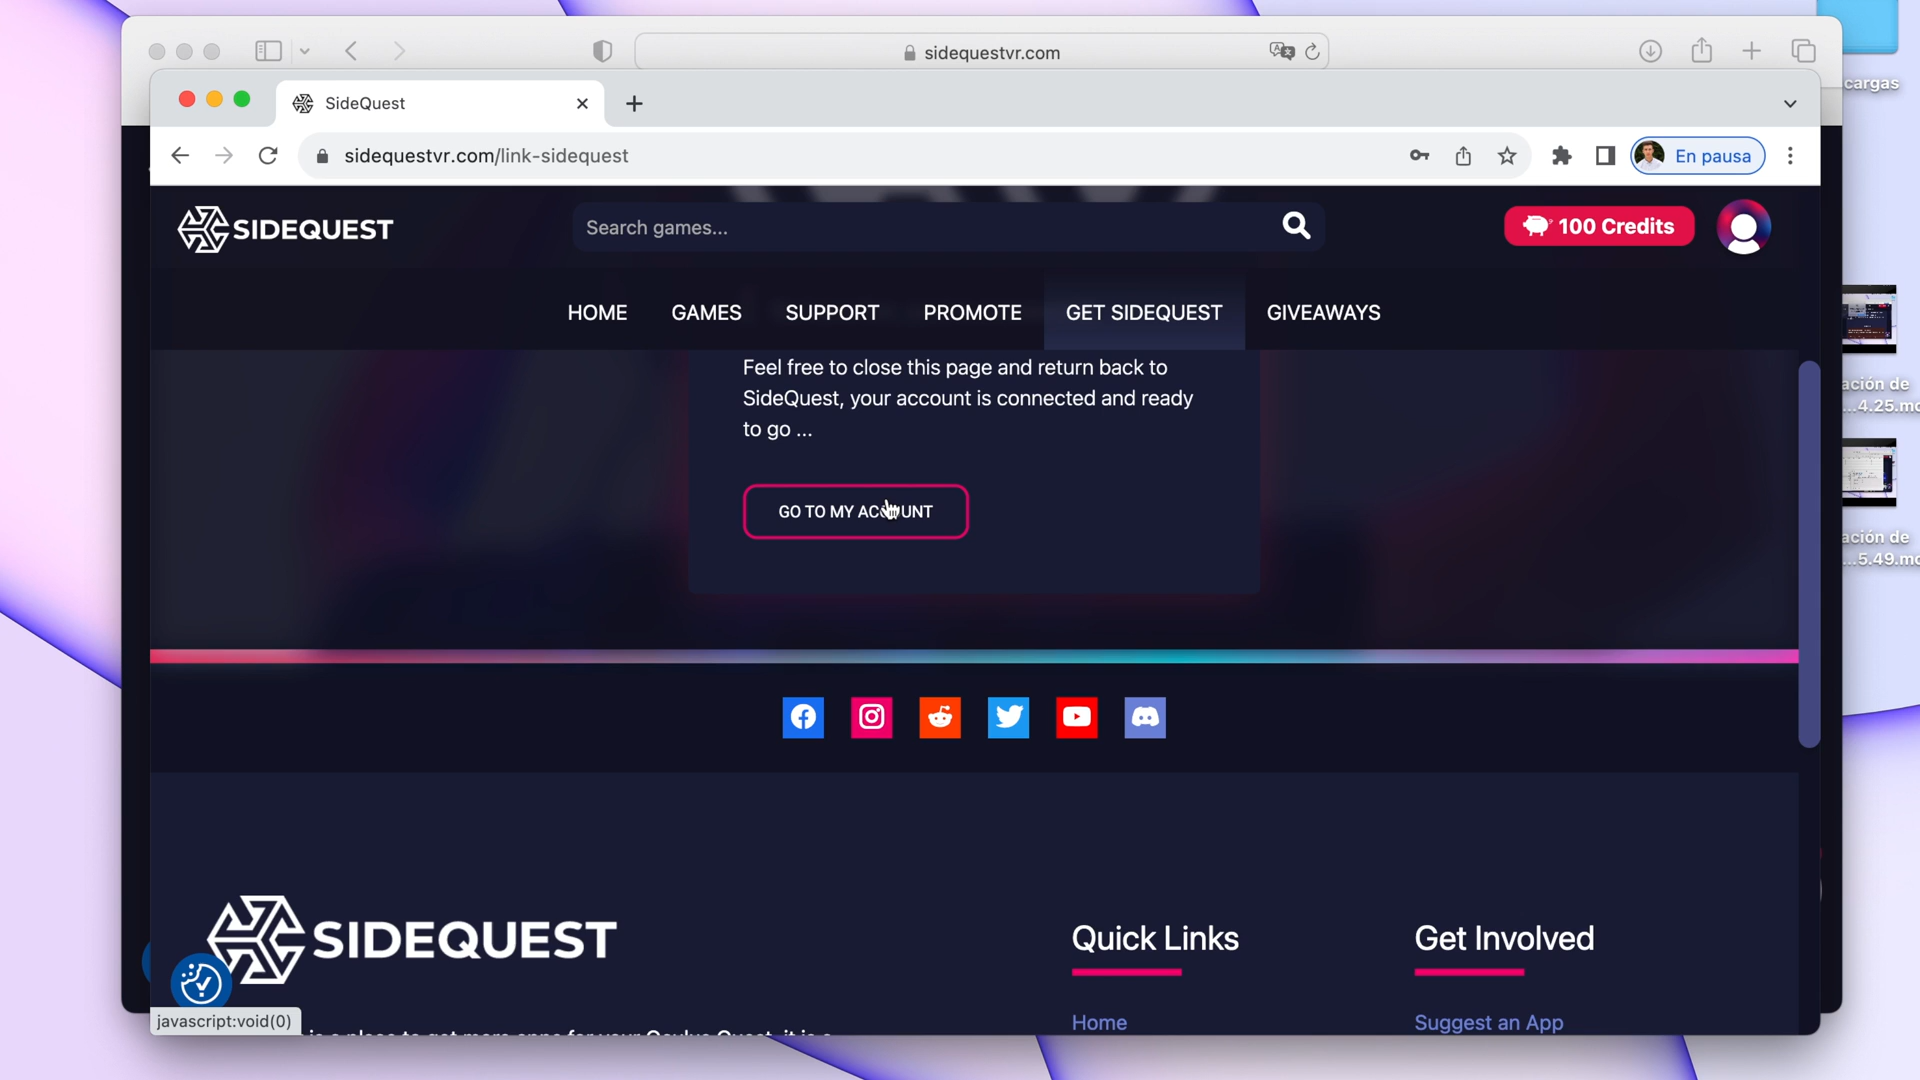 sidequestvr.com
SideQuest
sidequestvr.com/link-sidequest
En pausa
SIDEQUEST
Search games...
100 Credits
HOME
GAMES
SUPPORT
PROMOTE
GET SIDEQUEST
GIVEAWAYS
Feel free to close this page and return back to
SideQuest, your account is connected and ready
to go ...
GO TO MY ACCOUNT
SIDEQUEST
Quick Links
Get Involved
Home
Suggest an App
javascript:void(0)
cargas
ación de
...4.25.mo
ación de
...5.49.mo